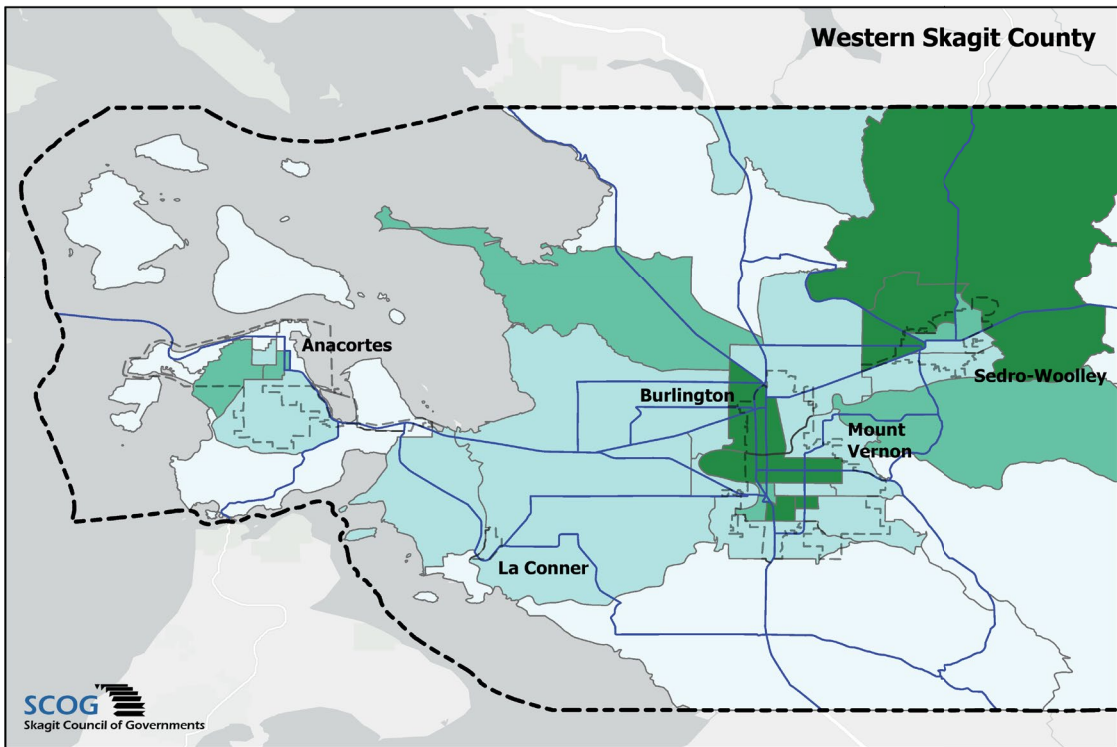 Western Skagit County
Anacortes
Burlington
Sedro-Woolley
Mount
Vernon
La Conner
SCOG
Skagit Council of Governments